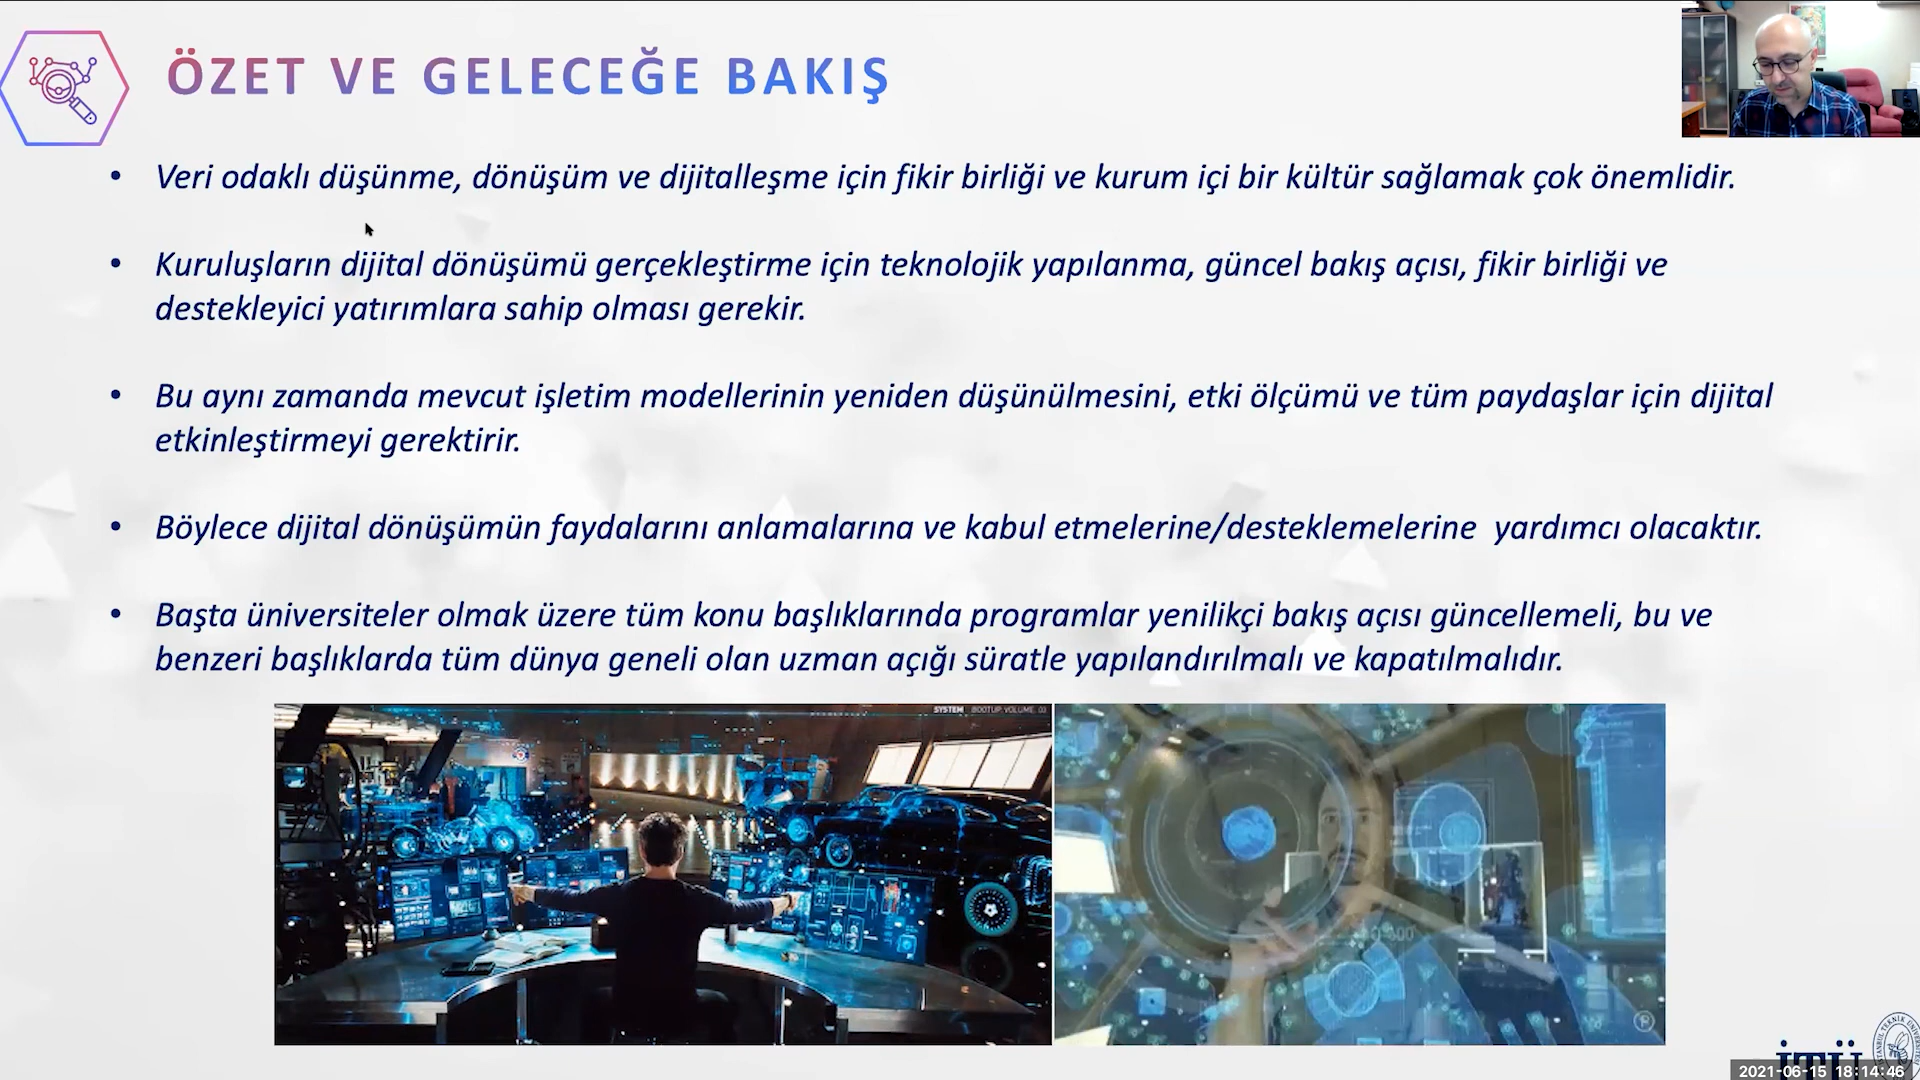 ÖZET VE GELECEĞE BAKIŞ
• Veri odaklı düşünme, dönüşüm ve dijitalleşme için fikir birliği ve kurum içi bir kültür sağlamak çok önemlidir.
• Kuruluşların dijital dönüşümü gerçekleştirme için teknolojik yapılanma, güncel bakış açısı, fikir birliği ve
destekleyici yatırımlara sahip olması gerekir.
• Bu aynı zamanda mevcut işletim modellerinin yeniden düşünülmesini, etki ölçümü ve tüm paydaşlar için dijital
etkinleştirmeyi gerektirir.
• Böylece dijital dönüşümün faydalarını anlamalarına ve kabul etmelerine/desteklemelerine yardımcı olacaktır.
• Başta üniversiteler olmak üzere tüm konu başlıklarında programlar yenilikçi bakış açısı güncellemeli, bu ve
benzeri başlıklarda tüm dünya geneli olan uzman açığı süratle yapılandırılmalı ve kapatılmalıdır.
SYSTEM BOOTUP VOLUME: 03
İTÜ
2021-06-15 18:14:46